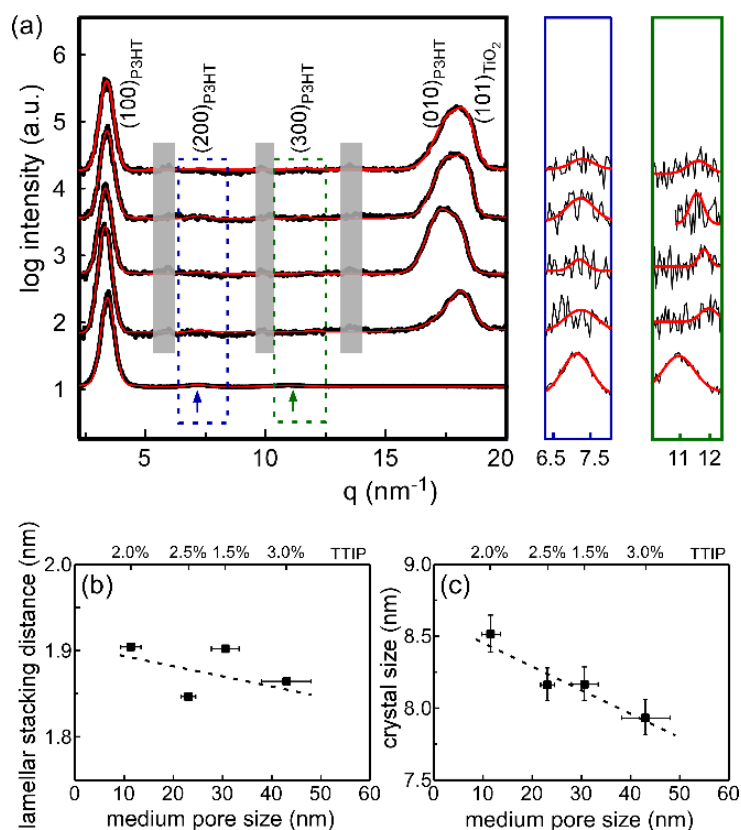 (a)
(100)P3HT
(200)P3HT
(300)P3HT
(010)P3HT
(101)TiO2
log intensity (a.u.)
6
5
4
3
2
1
5 10 15 20
q (nm-1)
6.5 7.5
11 12
2.0% 2.5% 1.5% 3.0% TTIP
(b)
lamellar stacking distance (nm)
2.0
1.9
1.8
0 10 20 30 40 50 60
medium pore size (nm)
2.0% 2.5% 1.5% 3.0% TTIP
(c)
crystal size (nm)
9.0
8.5
8.0
7.5
0 10 20 30 40 50 60
medium pore size (nm)